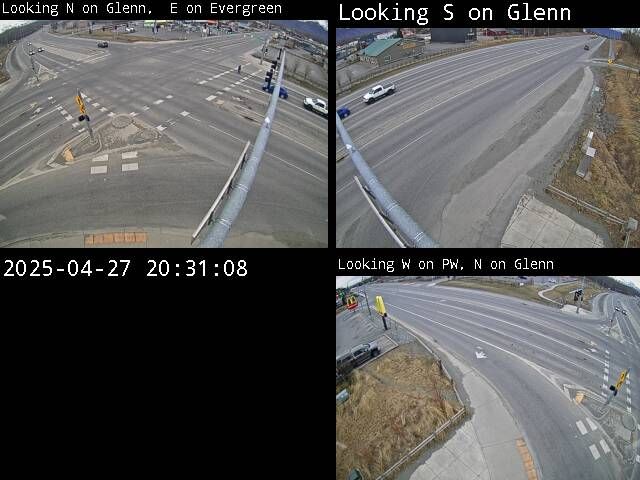 Looking N on Glenn, E on Evergreen
Looking S on Glenn
2025-04-27 20:31:08
Looking W on PW, N on Glenn